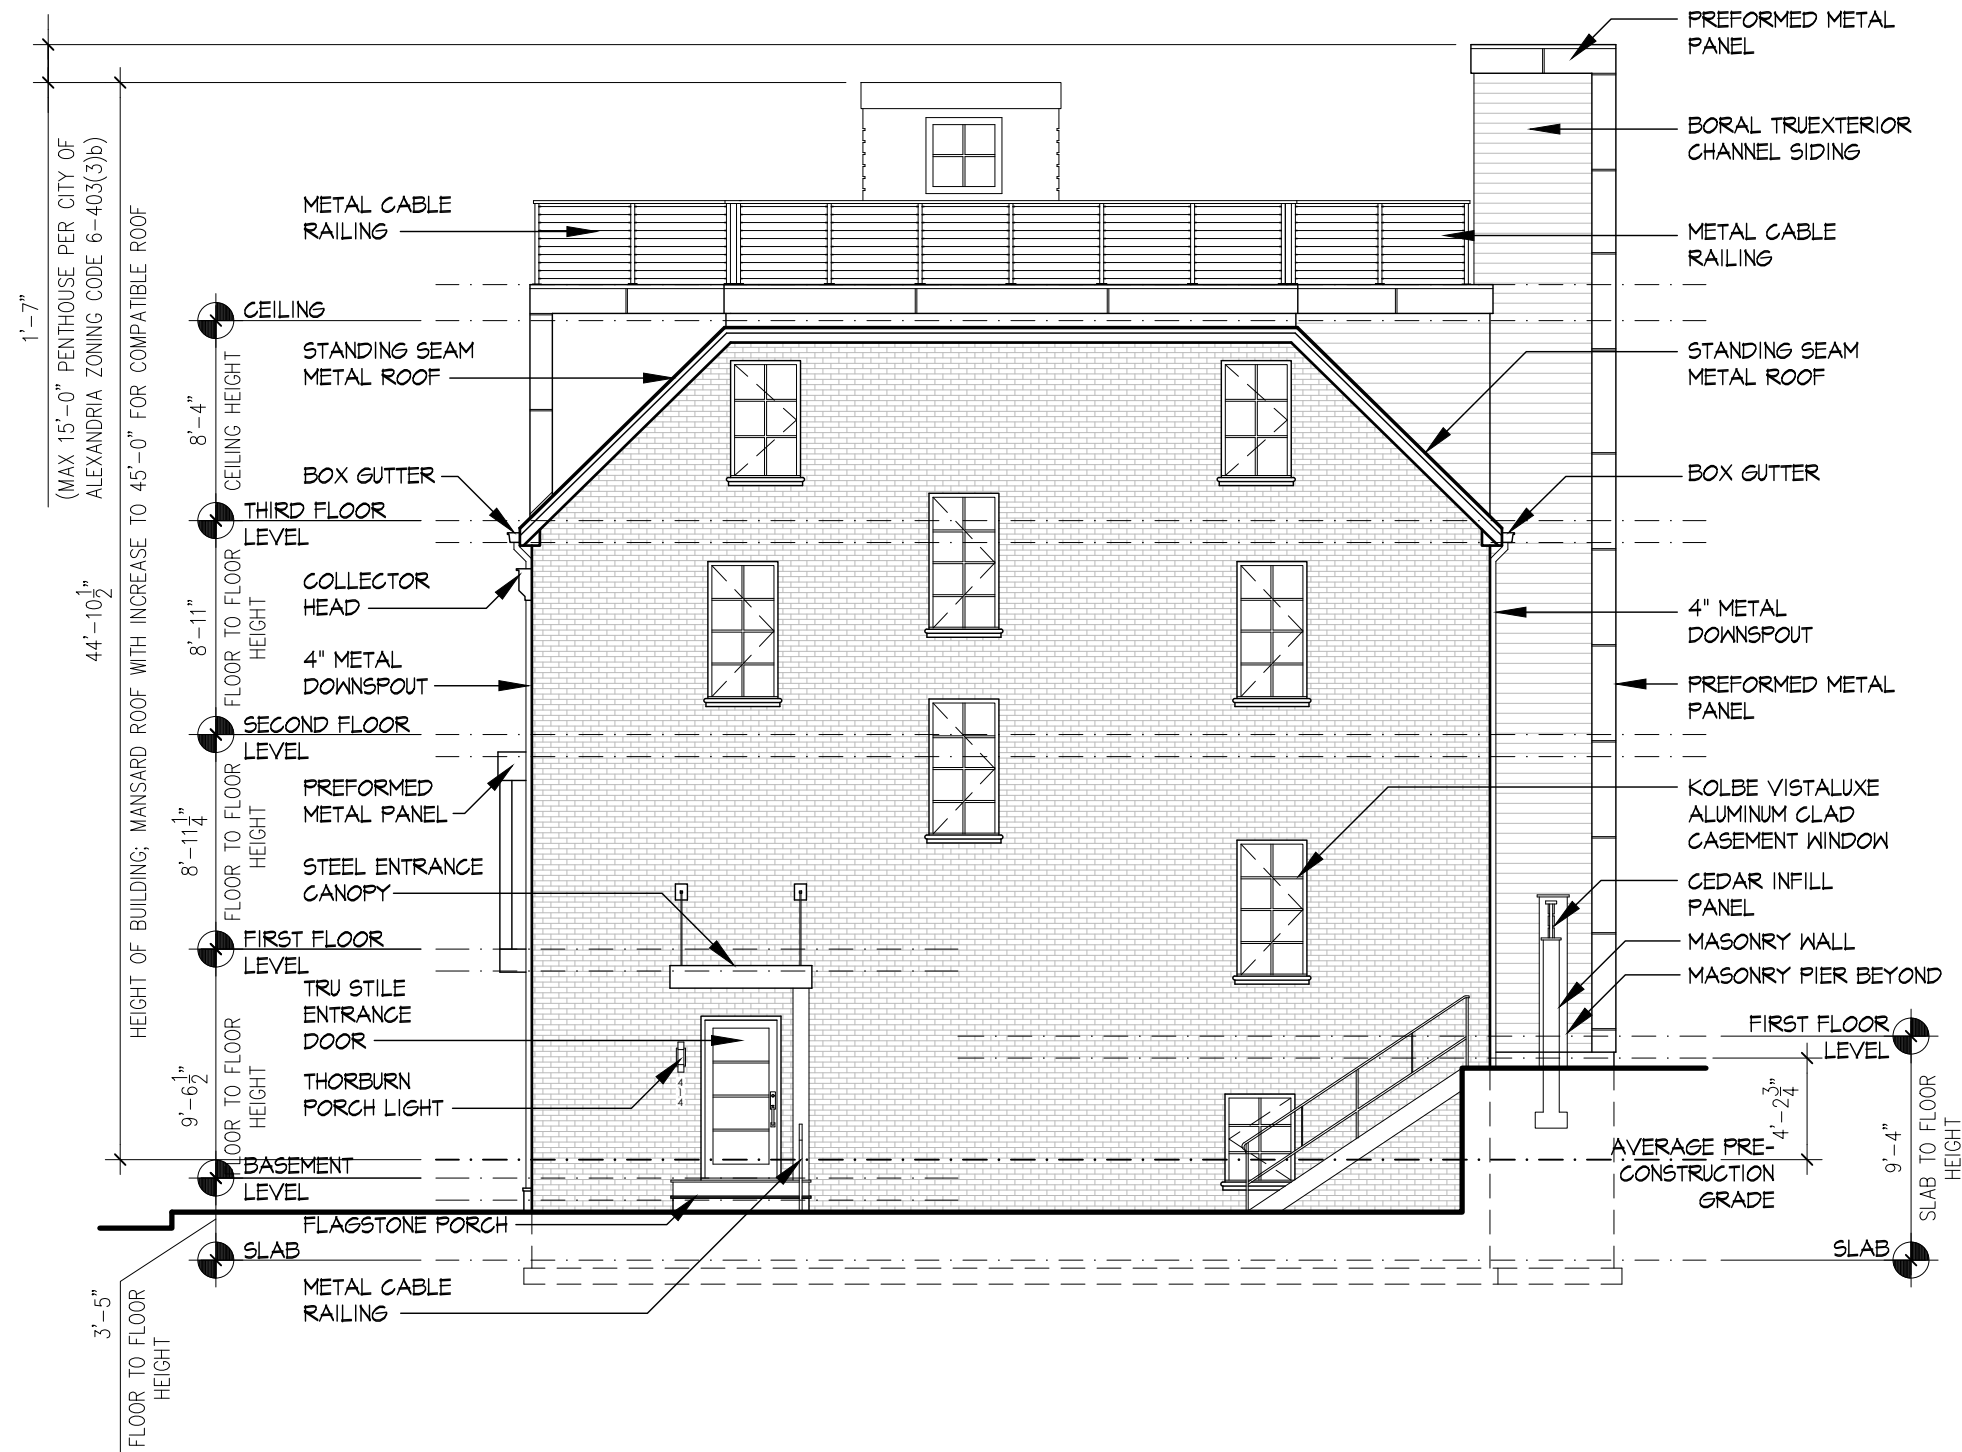 PREFORMED METAL
PANEL
BORAL TRUEXTERIOR
CHANNEL SIDING
METAL CABLE
RAILING
STANDING SEAM
METAL ROOF
BOX GUTTER
4" METAL
DOWNSPOUT
PREFORMED METAL
PANEL
KOLBE VISTALUXE
ALUMINUM CLAD
CASEMENT WINDOW
CEDAR INFILL
PANEL
MASONRY WALL
MASONRY PIER BEYOND
FIRST FLOOR
LEVEL
4'-2 3/4"
AVERAGE PRE-
CONSTRUCTION
GRADE
9'-4"
SLAB TO FLOOR
HEIGHT
SLAB
1'-7"
(MAX 15'-0" PENTHOUSE PER CITY OF
ALEXANDRIA ZONING CODE 6-403(3)b)
44'-10 1/2"
HEIGHT OF BUILDING; MANSARD ROOF WITH INCREASE TO 45'-0" FOR COMPATIBLE ROOF
METAL CABLE
RAILING
CEILING
8'-4"
CEILING HEIGHT
STANDING SEAM
METAL ROOF
BOX GUTTER
THIRD FLOOR
LEVEL
8'-11"
FLOOR TO FLOOR
HEIGHT
COLLECTOR
HEAD
4" METAL
DOWNSPOUT
SECOND FLOOR
LEVEL
8'-11 1/4"
FLOOR TO FLOOR
HEIGHT
PREFORMED
METAL PANEL
STEEL ENTRANCE
CANOPY
FIRST FLOOR
LEVEL
9'-6 1/2"
FLOOR TO FLOOR
HEIGHT
TRU STILE
ENTRANCE
DOOR
THORBURN
PORCH LIGHT
414
BASEMENT
LEVEL
FLAGSTONE PORCH
SLAB
3'-5"
FLOOR TO FLOOR
HEIGHT
METAL CABLE
RAILING